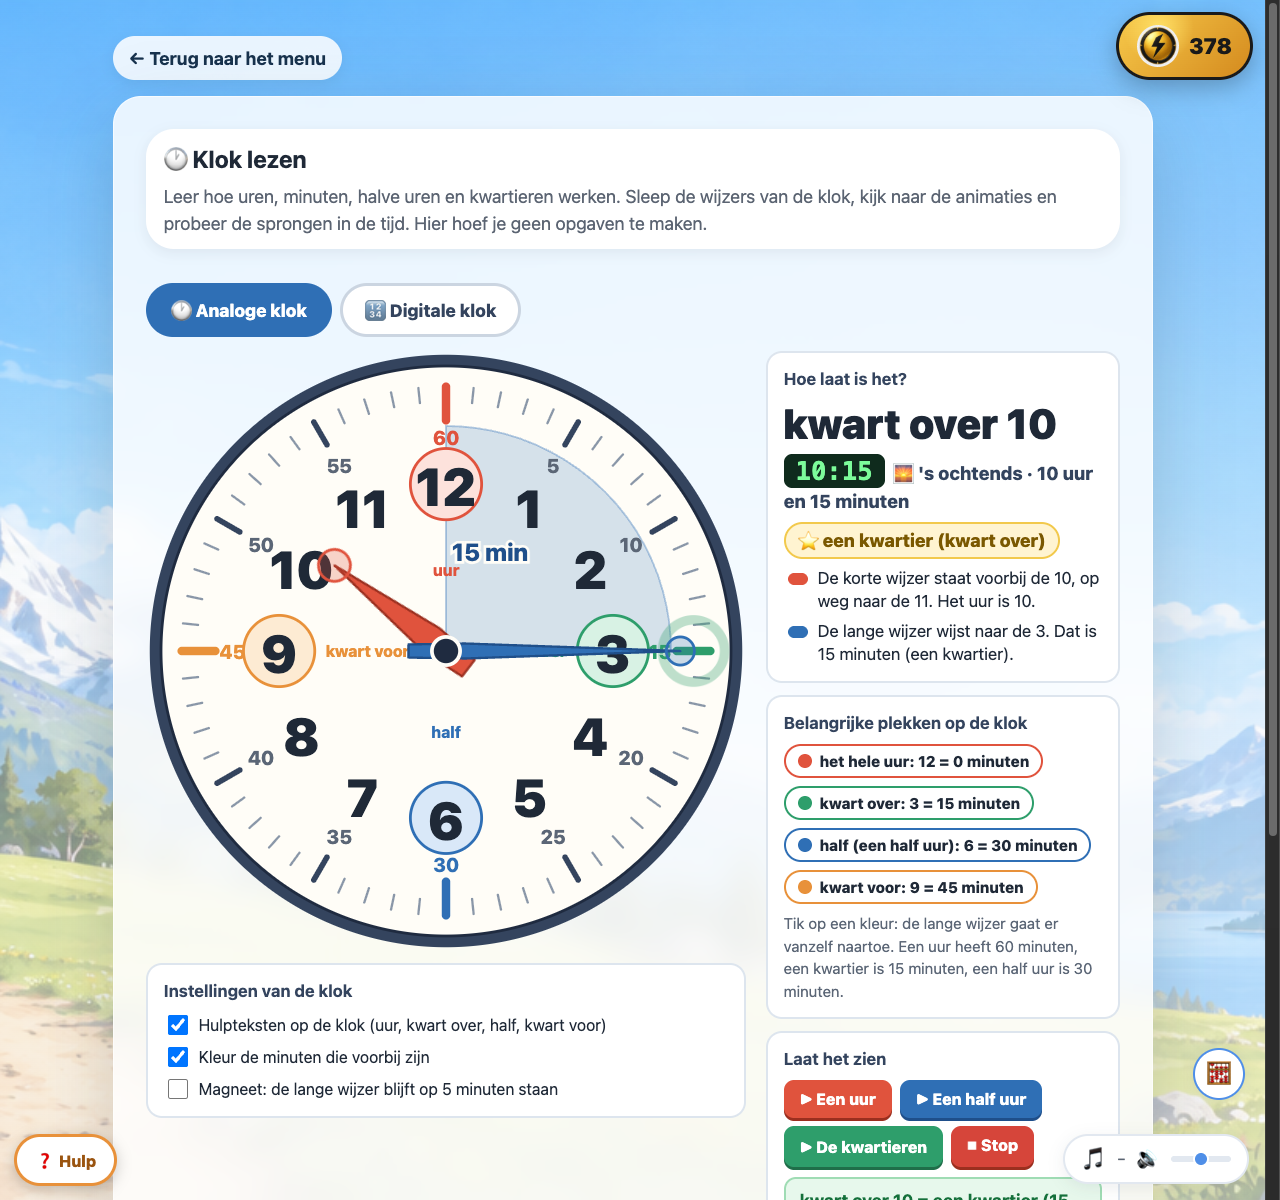 ← Terug naar het menu
378
Klok lezen
Leer hoe uren, minuten, halve uren en kwartieren werken. Sleep de wijzers van de klok, kijk naar de animaties en
probeer de sprongen in de tijd. Hier hoef je geen opgaven te maken.
Analoge klok
Digitale klok
60
55
5
12
11
1
50
10
10
2
15 min
uur
45
9
kwart voor
3
15
8
half
4
40
20
7
5
6
35
25
30
Instellingen van de klok
Hulpteksten op de klok (uur, kwart over, half, kwart voor)
Kleur de minuten die voorbij zijn
Magneet: de lange wijzer blijft op 5 minuten staan
Hoe laat is het?
kwart over 10
10:15 's ochtends · 10 uur
en 15 minuten
een kwartier (kwart over)
De korte wijzer staat voorbij de 10, op
weg naar de 11. Het uur is 10.
De lange wijzer wijst naar de 3. Dat is
15 minuten (een kwartier).
Belangrijke plekken op de klok
het hele uur: 12 = 0 minuten
kwart over: 3 = 15 minuten
half (een half uur): 6 = 30 minuten
kwart voor: 9 = 45 minuten
Tik op een kleur: de lange wijzer gaat er
vanzelf naartoe. Een uur heeft 60 minuten,
een kwartier is 15 minuten, een half uur is 30
minuten.
Laat het zien
Een uur
Een half uur
De kwartieren
Stop
kwart over 10 = een kwartier (15
Hulp